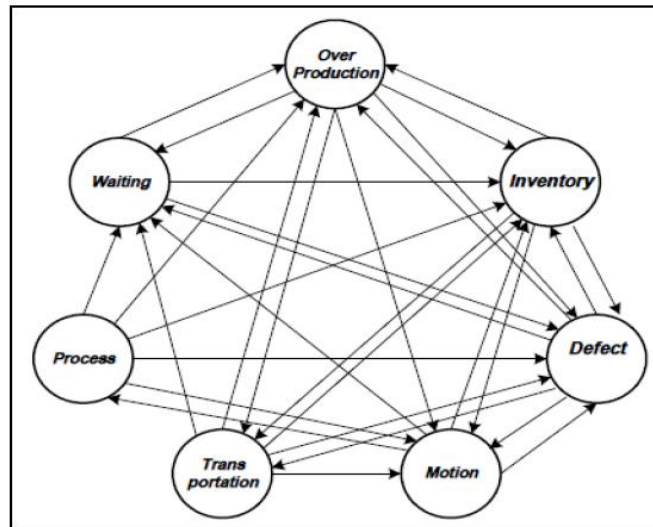 Over
Production
Waiting
Inventory
Process
Defect
Trans
portation
Motion